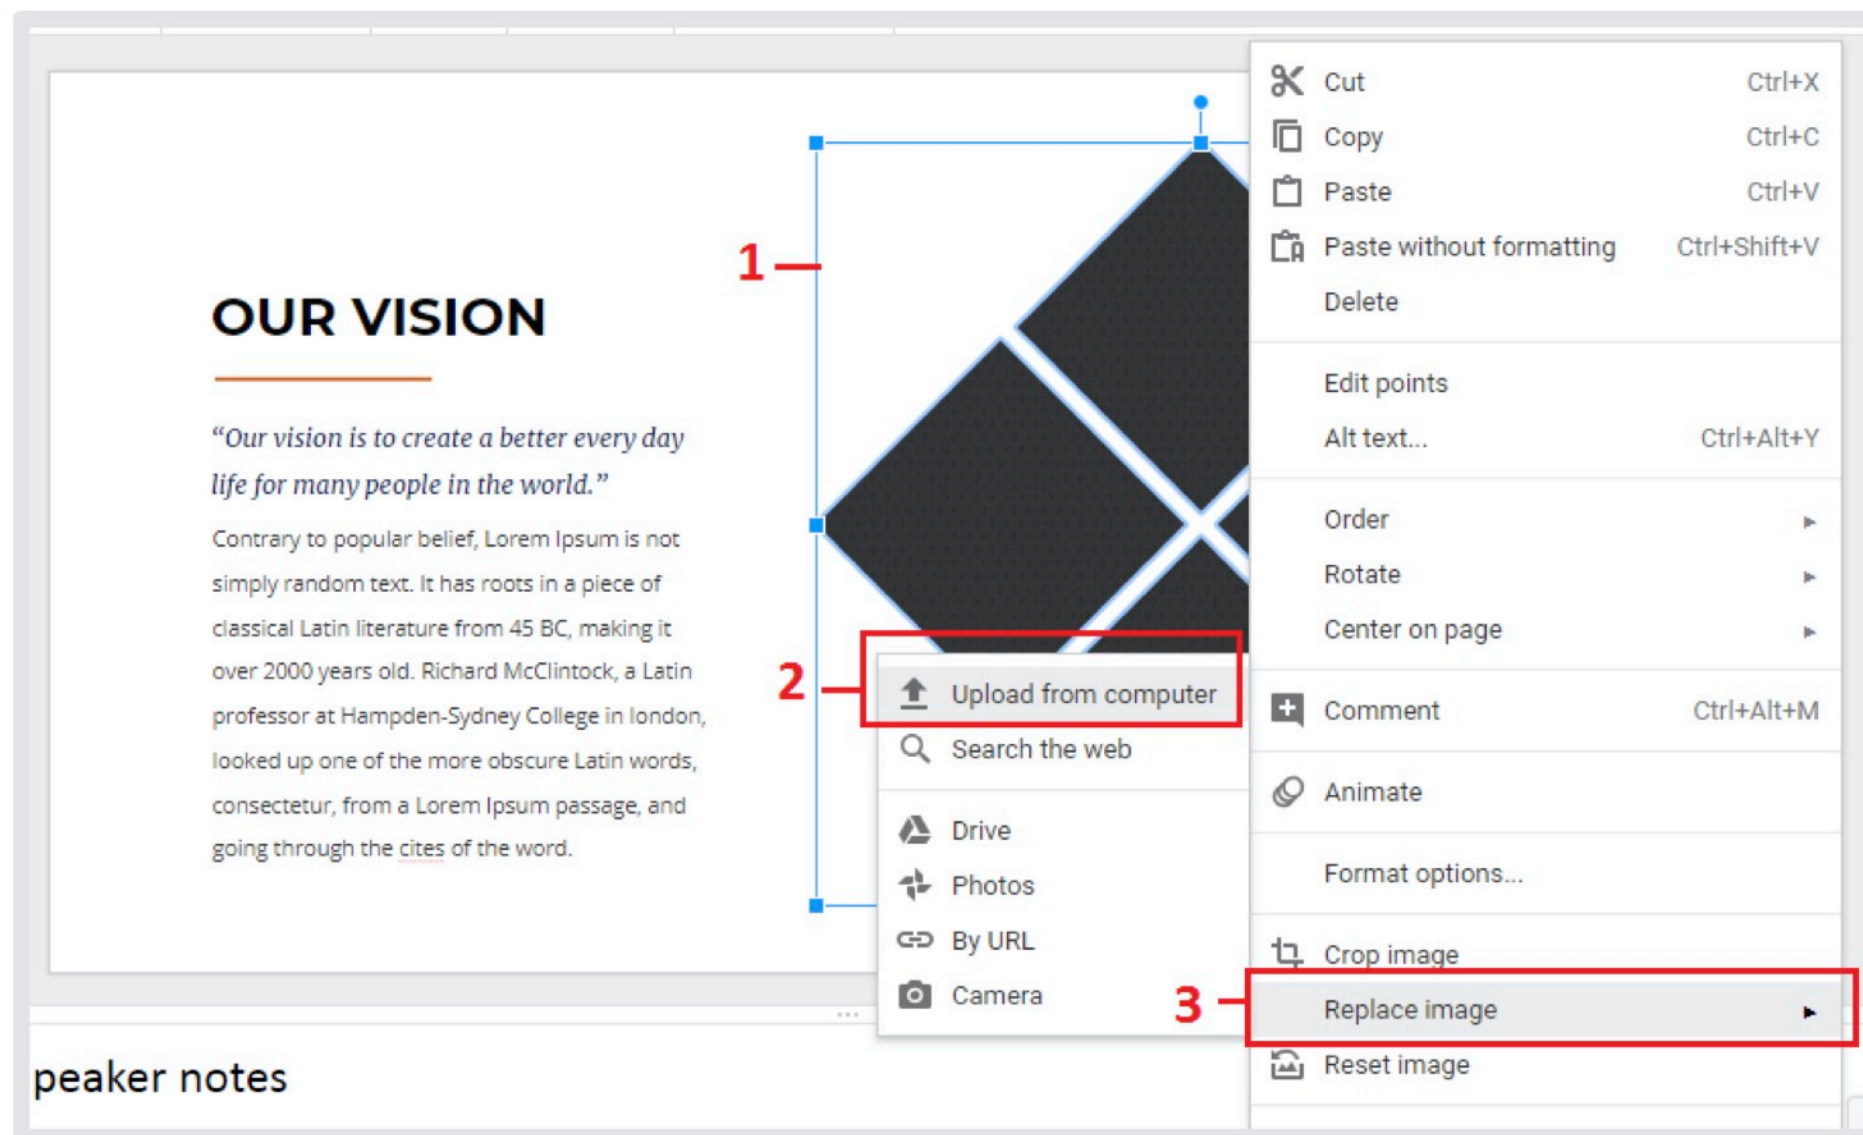 OUR VISION
“Our vision is to create a better every day
life for many people in the world.”
Contrary to popular belief, Lorem Ipsum is not
simply random text. It has roots in a piece of
classical Latin literature from 45 BC, making it
over 2000 years old. Richard McClintock, a Latin
professor at Hampden-Sydney College in london,
looked up one of the more obscure Latin words,
consectetur, from a Lorem Ipsum passage, and
going through the cites of the word.
1
2
Upload from computer
Search the web
Drive
Photos
By URL
Camera
Cut Ctrl+X
Copy Ctrl+C
Paste Ctrl+V
Paste without formatting Ctrl+Shift+V
Delete
Edit points
Alt text... Ctrl+Alt+Y
Order
Rotate
Center on page
Comment Ctrl+Alt+M
Animate
Format options...
Crop image
3
Replace image
Reset image
peaker notes